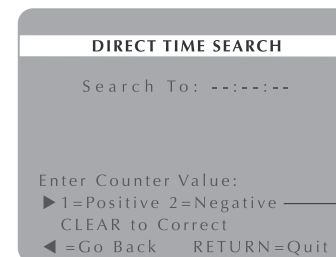 DIRECT TIME SEARCH
Search To: --:--:--
Enter Counter Value:
▶1=Positive 2=Negative
CLEAR to Correct
◀ =Go Back RETURN=Quit